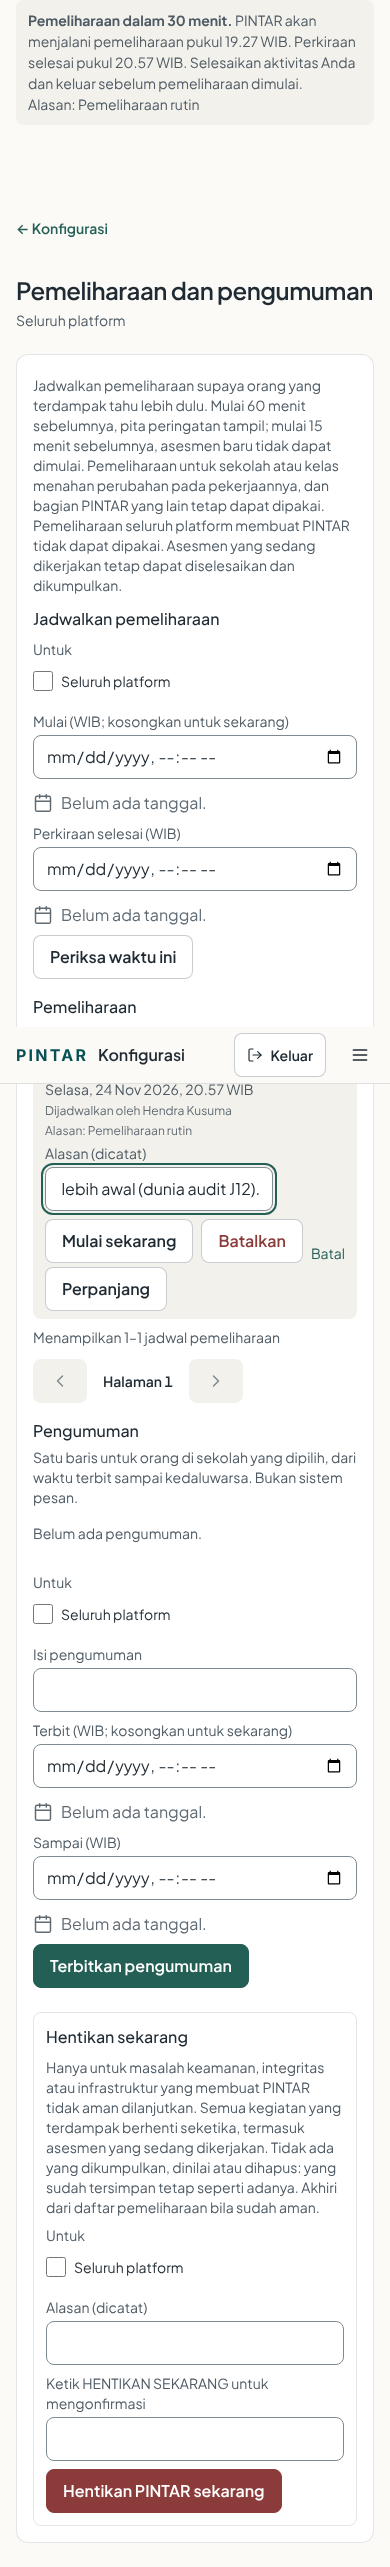 Pemeliharaan dalam 30 menit. PINTAR akan
menjalani pemeliharaan pukul 19.27 WIB. Perkiraan
selesai pukul 20.57 WIB. Selesaikan aktivitas Anda
dan keluar sebelum pemeliharaan dimulai.
Alasan: Pemeliharaan rutin
← Konfigurasi
Pemeliharaan dan pengumuman
Seluruh platform
Jadwalkan pemeliharaan supaya orang yang
terdampak tahu lebih dulu. Mulai 60 menit
sebelumnya, pita peringatan tampil; mulai 15
menit sebelumnya, asesmen baru tidak dapat
dimulai. Pemeliharaan untuk sekolah atau kelas
menahan perubahan pada pekerjaannya, dan
bagian PINTAR yang lain tetap dapat dipakai.
Pemeliharaan seluruh platform membuat PINTAR
tidak dapat dipakai. Asesmen yang sedang
dikerjakan tetap dapat diselesaikan dan
dikumpulkan.
Jadwalkan pemeliharaan
Untuk
Seluruh platform
Mulai (WIB; kosongkan untuk sekarang)
mm/dd/yyyy, --:-- --
Belum ada tanggal.
Perkiraan selesai (WIB)
mm/dd/yyyy, --:-- --
Belum ada tanggal.
Periksa waktu ini
Pemeliharaan
PINTAR Konfigurasi Keluar
Selasa, 24 Nov 2026, 20.57 WIB
Dijadwalkan oleh Hendra Kusuma
Alasan: Pemeliharaan rutin
Alasan (dicatat)
lebih awal (dunia audit J12).
Mulai sekarang Batalkan Batal
Perpanjang
Menampilkan 1–1 jadwal pemeliharaan
Halaman 1
Pengumuman
Satu baris untuk orang di sekolah yang dipilih, dari
waktu terbit sampai kedaluwarsa. Bukan sistem
pesan.
Belum ada pengumuman.
Untuk
Seluruh platform
Isi pengumuman
Terbit (WIB; kosongkan untuk sekarang)
mm/dd/yyyy, --:-- --
Belum ada tanggal.
Sampai (WIB)
mm/dd/yyyy, --:-- --
Belum ada tanggal.
Terbitkan pengumuman
Hentikan sekarang
Hanya untuk masalah keamanan, integritas
atau infrastruktur yang membuat PINTAR
tidak aman dilanjutkan. Semua kegiatan yang
terdampak berhenti seketika, termasuk
asesmen yang sedang dikerjakan. Tidak ada
yang dikumpulkan, dinilai atau dihapus: yang
sudah tersimpan tetap seperti adanya. Akhiri
dari daftar pemeliharaan bila sudah aman.
Untuk
Seluruh platform
Alasan (dicatat)
Ketik HENTIKAN SEKARANG untuk
mengonfirmasi
Hentikan PINTAR sekarang